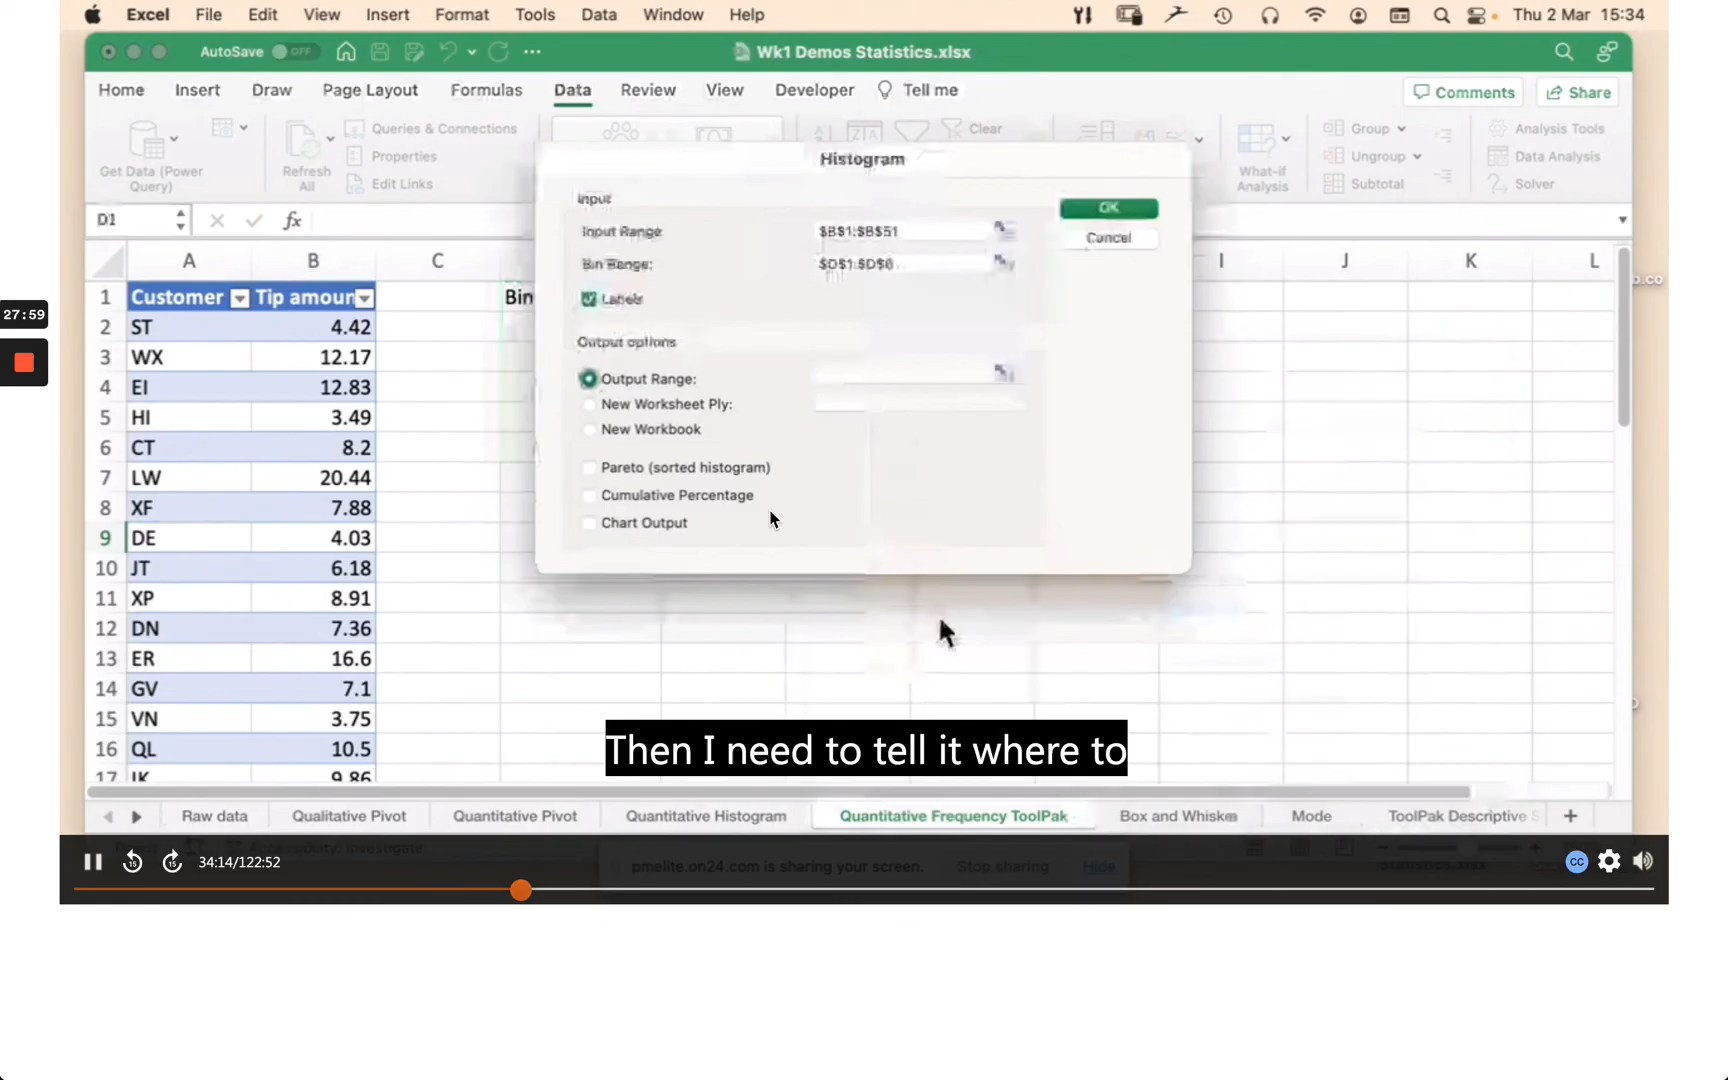 Excel File Edit View Insert Format Tools Data Window Help Thu 2 Mar 15:34
AutoSave OFF Wk1 Demos Statistics.xlsx
Home Insert Draw Page Layout Formulas Data Review View Developer Tell me Comments Share
Get Data (Power Query)
Refresh All
Queries & Connections
Properties
Edit Links
Clear
What-if Analysis
Group
Ungroup
Subtotal
Analysis Tools
Data Analysis
Solver
D1 fx
A B C I J K L
1 Customer Tip amoun Bin
2 ST 4.42
3 WX 12.17
4 EI 12.83
5 HI 3.49
6 CT 8.2
7 LW 20.44
8 XF 7.88
9 DE 4.03
10 JT 6.18
11 XP 8.91
12 DN 7.36
13 ER 16.6
14 GV 7.1
15 VN 3.75
16 QL 10.5
17 9.86
Histogram
Input
Input Range: $B$1:$B$51
Bin Range: $D$1:$D$6
Labels
Output options
Output Range:
New Worksheet Ply:
New Workbook
Pareto (sorted histogram)
Cumulative Percentage
Chart Output
OK
Cancel
27:59
Then I need to tell it where to
Raw data Qualitative Pivot Quantitative Pivot Quantitative Histogram Quantitative Frequency ToolPak Box and Whisker Mode ToolPak Descriptive S
34:14/122:52
pmelite.on24.com is sharing your screen. Stop sharing Hide
CC